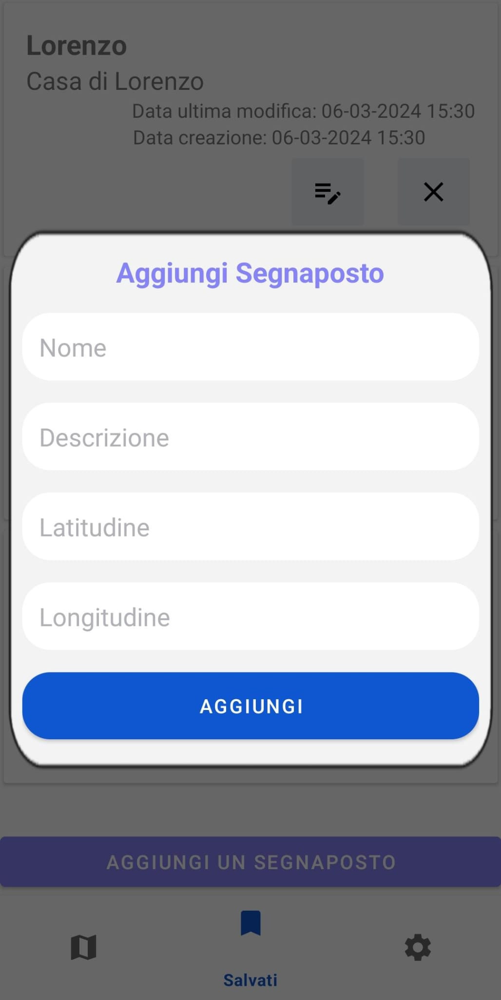 Lorenzo
Casa di Lorenzo
Data ultima modifica: 06-03-2024 15:30
Data creazione: 06-03-2024 15:30
Aggiungi Segnaposto
Nome
Descrizione
Latitudine
Longitudine
AGGIUNGI
AGGIUNGI UN SEGNAPOSTO
Salvati